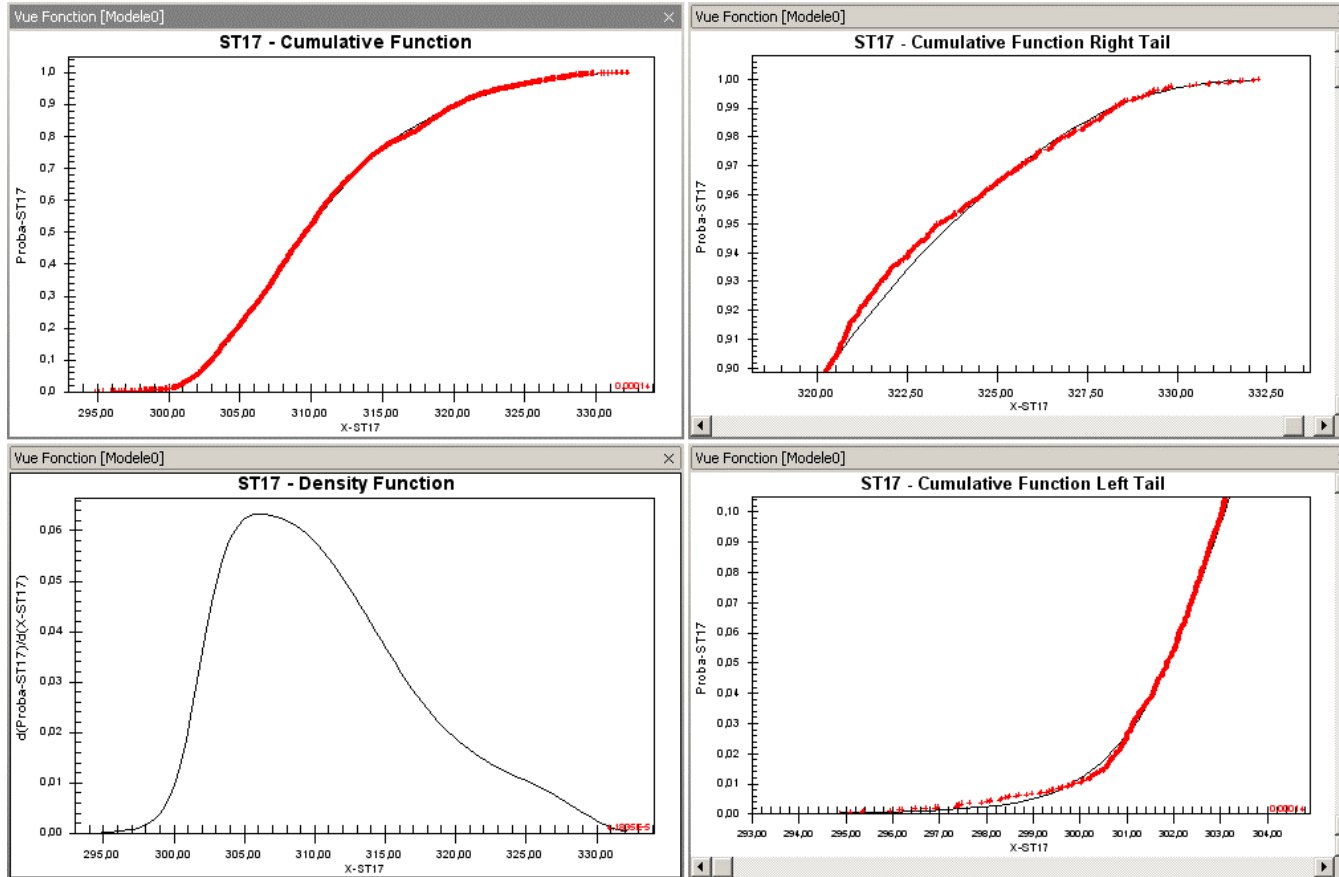 Vue Fonction [Modele0]
ST17 - Cumulative Function
Proba-ST17
1,0
0,9
0,8
0,7
0,6
0,5
0,4
0,3
0,2
0,1
0,0
0,00014
295,00 300,00 305,00 310,00 315,00 320,00 325,00 330,00
X-ST17
Vue Fonction [Modele0]
ST17 - Cumulative Function Right Tail
Proba-ST17
1,00
0,99
0,98
0,97
0,96
0,95
0,94
0,93
0,92
0,91
0,90
320,00 322,50 325,00 327,50 330,00 332,50
X-ST17
Vue Fonction [Modele0]
ST17 - Density Function
d(Proba-ST17)/d(X-ST17)
0,06
0,05
0,04
0,03
0,02
0,01
0,00
295,00 300,00 305,00 310,00 315,00 320,00 325,00 330,00
X-ST17
Vue Fonction [Modele0]
ST17 - Cumulative Function Left Tail
Proba-ST17
0,10
0,09
0,08
0,07
0,06
0,05
0,04
0,03
0,02
0,01
0,00
293,00 294,00 295,00 296,00 297,00 298,00 299,00 300,00 301,00 302,00 303,00 304,00
X-ST17